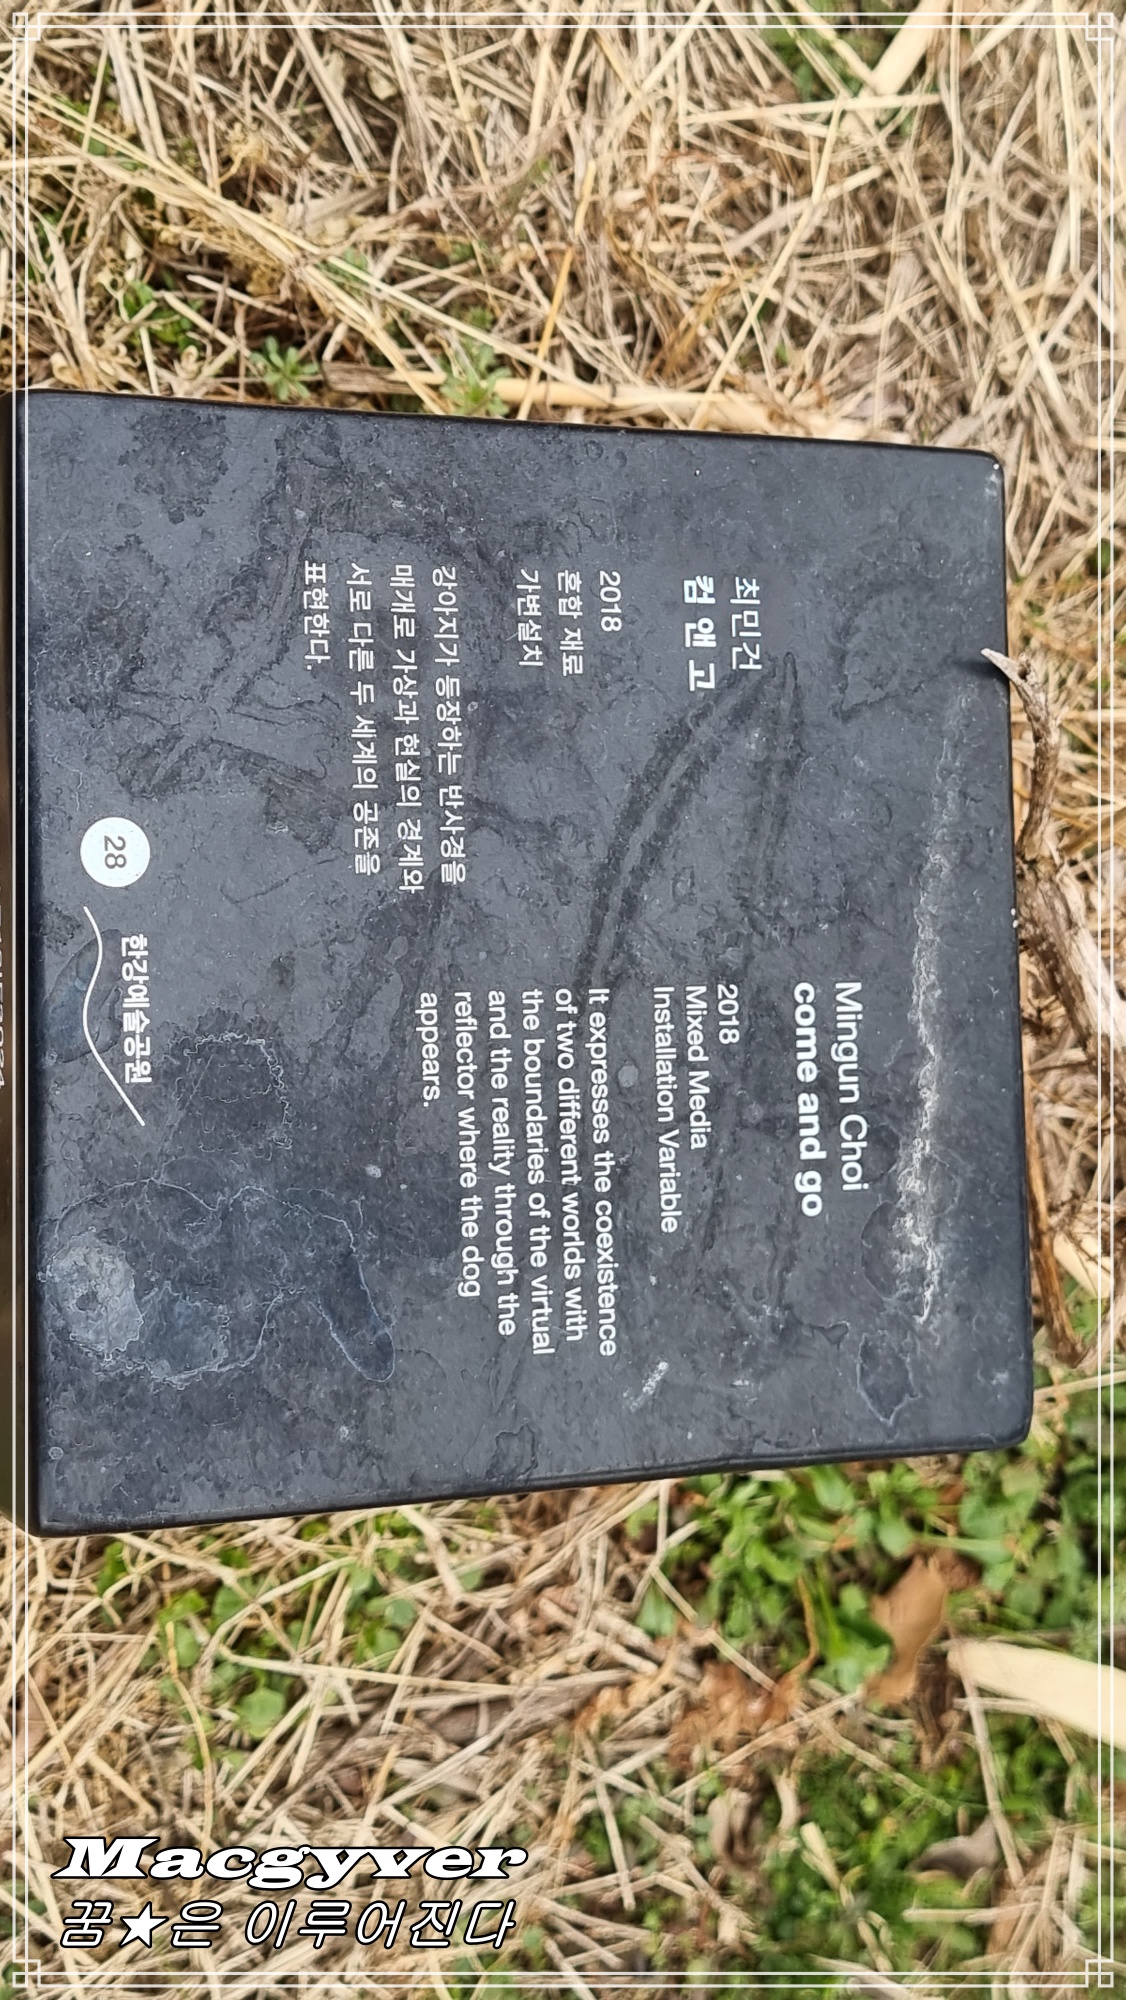 최민건
컴 앤 고
2018
혼합 재료
가변설치
강아지가 등장하는 반사경을
매개로 가상과 현실의 경계와
서로 다른 두 세계의 공존을
표현한다.
Mingun Choi
come and go
2018
Mixed Media
Installation Variable
It expresses the coexistence
of two different worlds with
the boundaries of the virtual
and the reality through the
reflector where the dog
appears.
28
한강예술공원
Macgyver
꿈★은 이루어진다